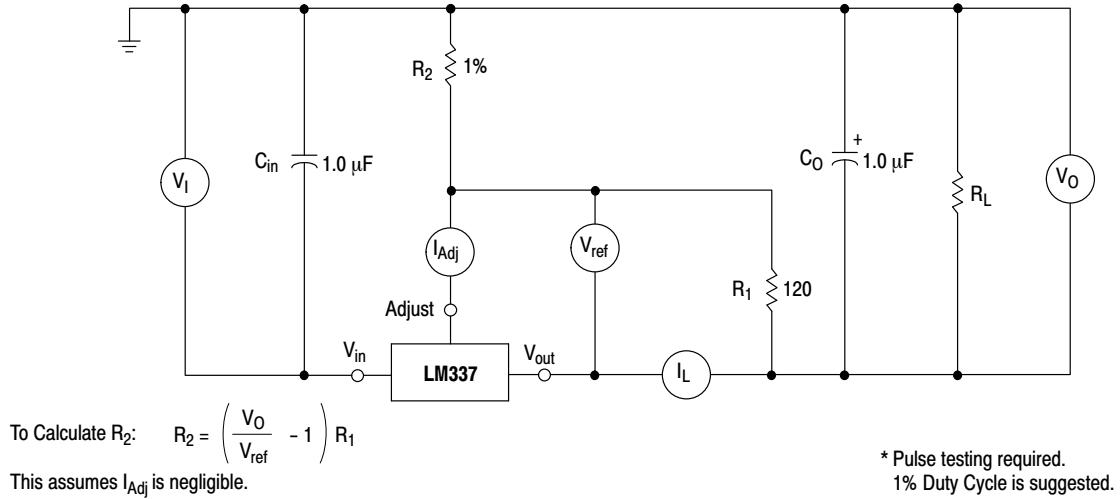 R2
1%
Cin
1.0 μF
CO
+
1.0 μF
VI
RL
VO
IAdj
Vref
R1
120
Adjust
Vin
LM337
Vout
IL
To Calculate R2: R2 = ( VO / Vref - 1 ) R1
This assumes IAdj is negligible.
* Pulse testing required.
1% Duty Cycle is suggested.